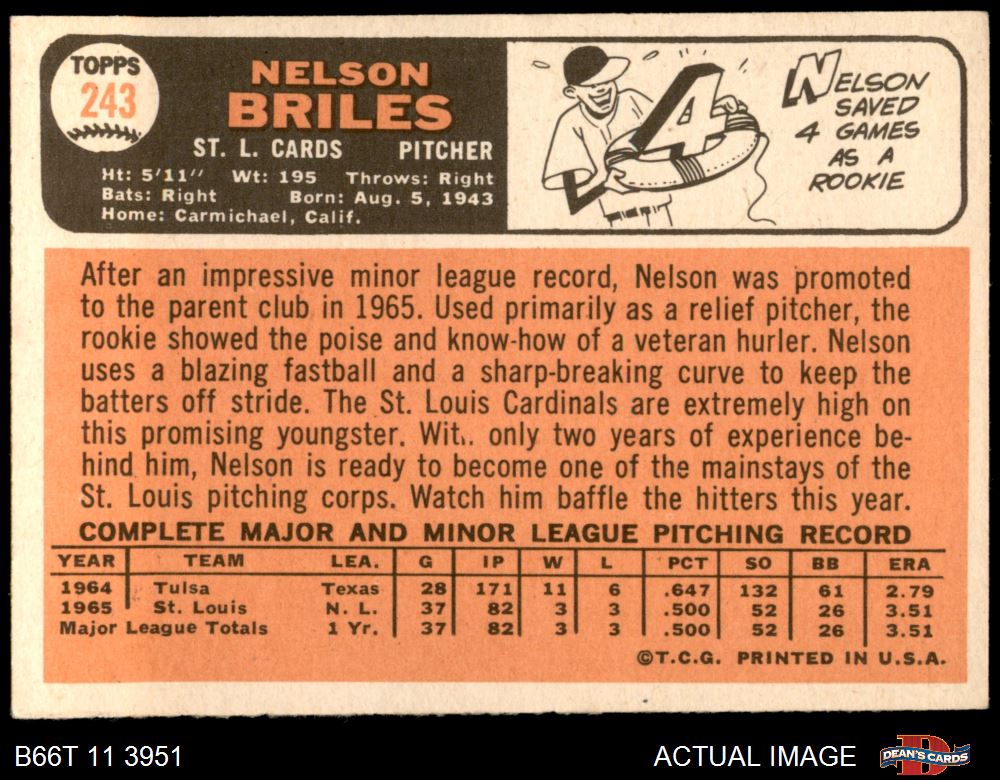 TOPPS
243
NELSON
BRILES
ST. L. CARDS PITCHER
Ht: 5'11" Wt: 195 Throws: Right
Bats: Right Born: Aug. 5, 1943
Home: Carmichael, Calif.
4
NELSON
SAVED
4 GAMES
AS A
ROOKIE
After an impressive minor league record, Nelson was promoted
to the parent club in 1965. Used primarily as a relief pitcher, the
rookie showed the poise and know-how of a veteran hurler. Nelson
uses a blazing fastball and a sharp-breaking curve to keep the
batters off stride. The St. Louis Cardinals are extremely high on
this promising youngster. Wit.. only two years of experience be-
hind him, Nelson is ready to become one of the mainstays of the
St. Louis pitching corps. Watch him baffle the hitters this year.
COMPLETE MAJOR AND MINOR LEAGUE PITCHING RECORD
YEAR TEAM LEA. G IP W L PCT SO BB ERA
1964 Tulsa Texas 28 171 11 6 .647 132 61 2.79
1965 St. Louis N. L. 37 82 3 3 .500 52 26 3.51
Major League Totals 1 Yr. 37 82 3 3 .500 52 26 3.51
©T.C.G. PRINTED IN U.S.A.
B66T 11 3951 ACTUAL IMAGE DEAN'S CARDS